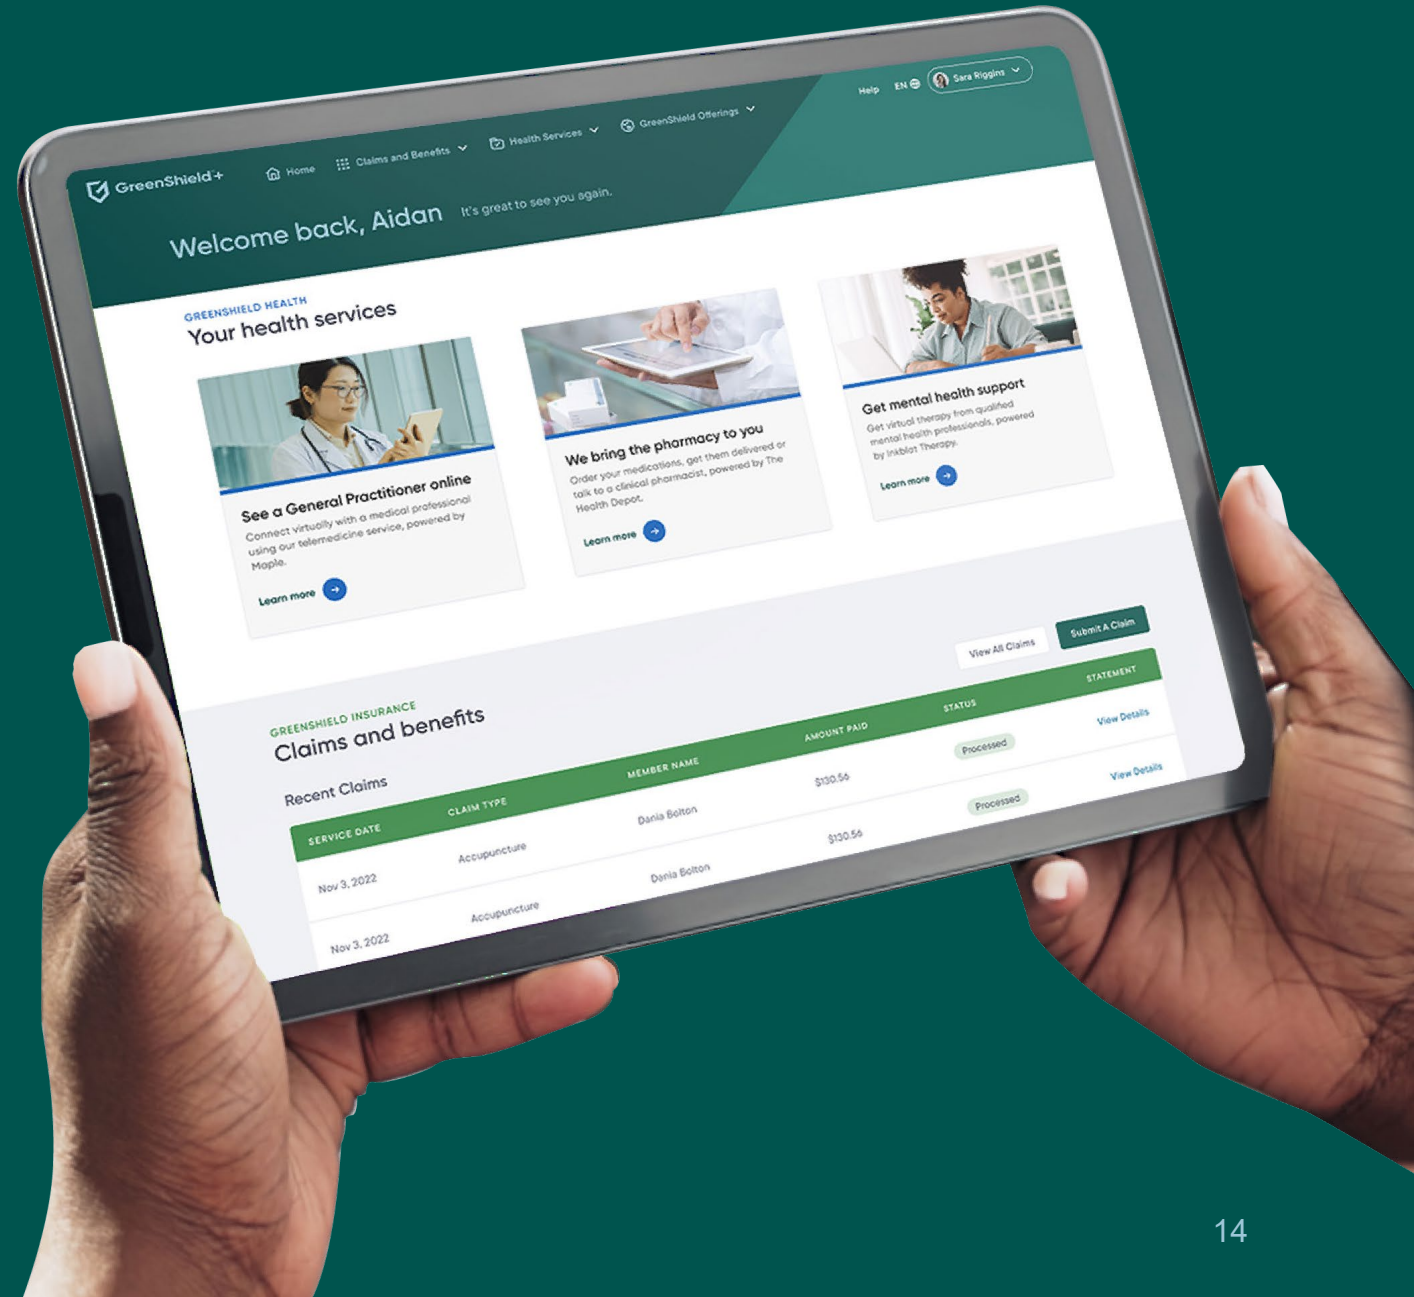 GreenShield+
Home
Claims and Benefits
Health Services
GreenShield Offerings
Help
EN
Sara Riggins
Welcome back, Aidan
It's great to see you again.
GREENSHIELD HEALTH
Your health services
See a General Practitioner online
Connect virtually with a medical professional
using our telemedicine service, powered by
Maple.
Learn more
We bring the pharmacy to you
Order your medications, get them delivered or
talk to a clinical pharmacist, powered by The
Health Depot.
Learn more
Get mental health support
Get virtual therapy from qualified
mental health professionals, powered
by Inkblot Therapy.
Learn more
GREENSHIELD INSURANCE
Claims and benefits
View All Claims
Submit A Claim
Recent Claims
SERVICE DATE CLAIM TYPE MEMBER NAME AMOUNT PAID STATUS STATEMENT
Nov 3, 2022 Accupuncture Dania Bolton $130.56 Processed View Details
Nov 3, 2022 Accupuncture Dania Bolton $130.56 Processed View Details
14